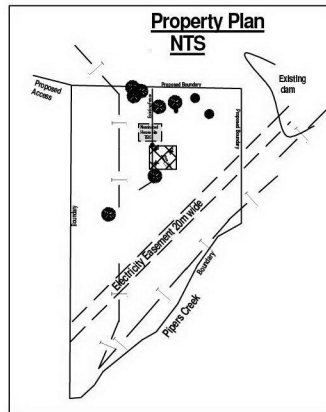 Property Plan
NTS
Proposed
Access
Proposed Boundary
Existing
dam
Proposed Boundary
Boundary
Electricity Easement 20m wide
Boundary
Pipers Creek